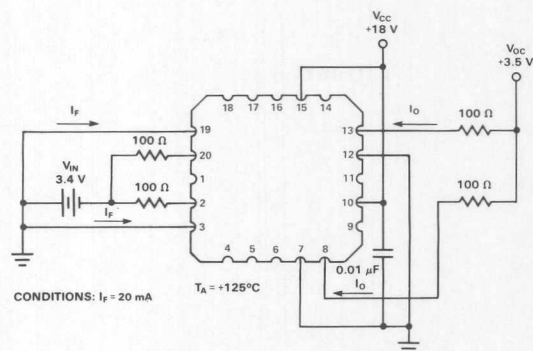 VCC
+18 V
VOC
+3.5 V
18 17 16 15 14
IF
IO
100 Ω
19
13
100 Ω
20
12
VIN
3.4 V
1
11
100 Ω
100 Ω
2
10
IF
3
9
4 5 6 7 8
0.01 µF
TA = +125°C
IO
CONDITIONS: IF = 20 mA